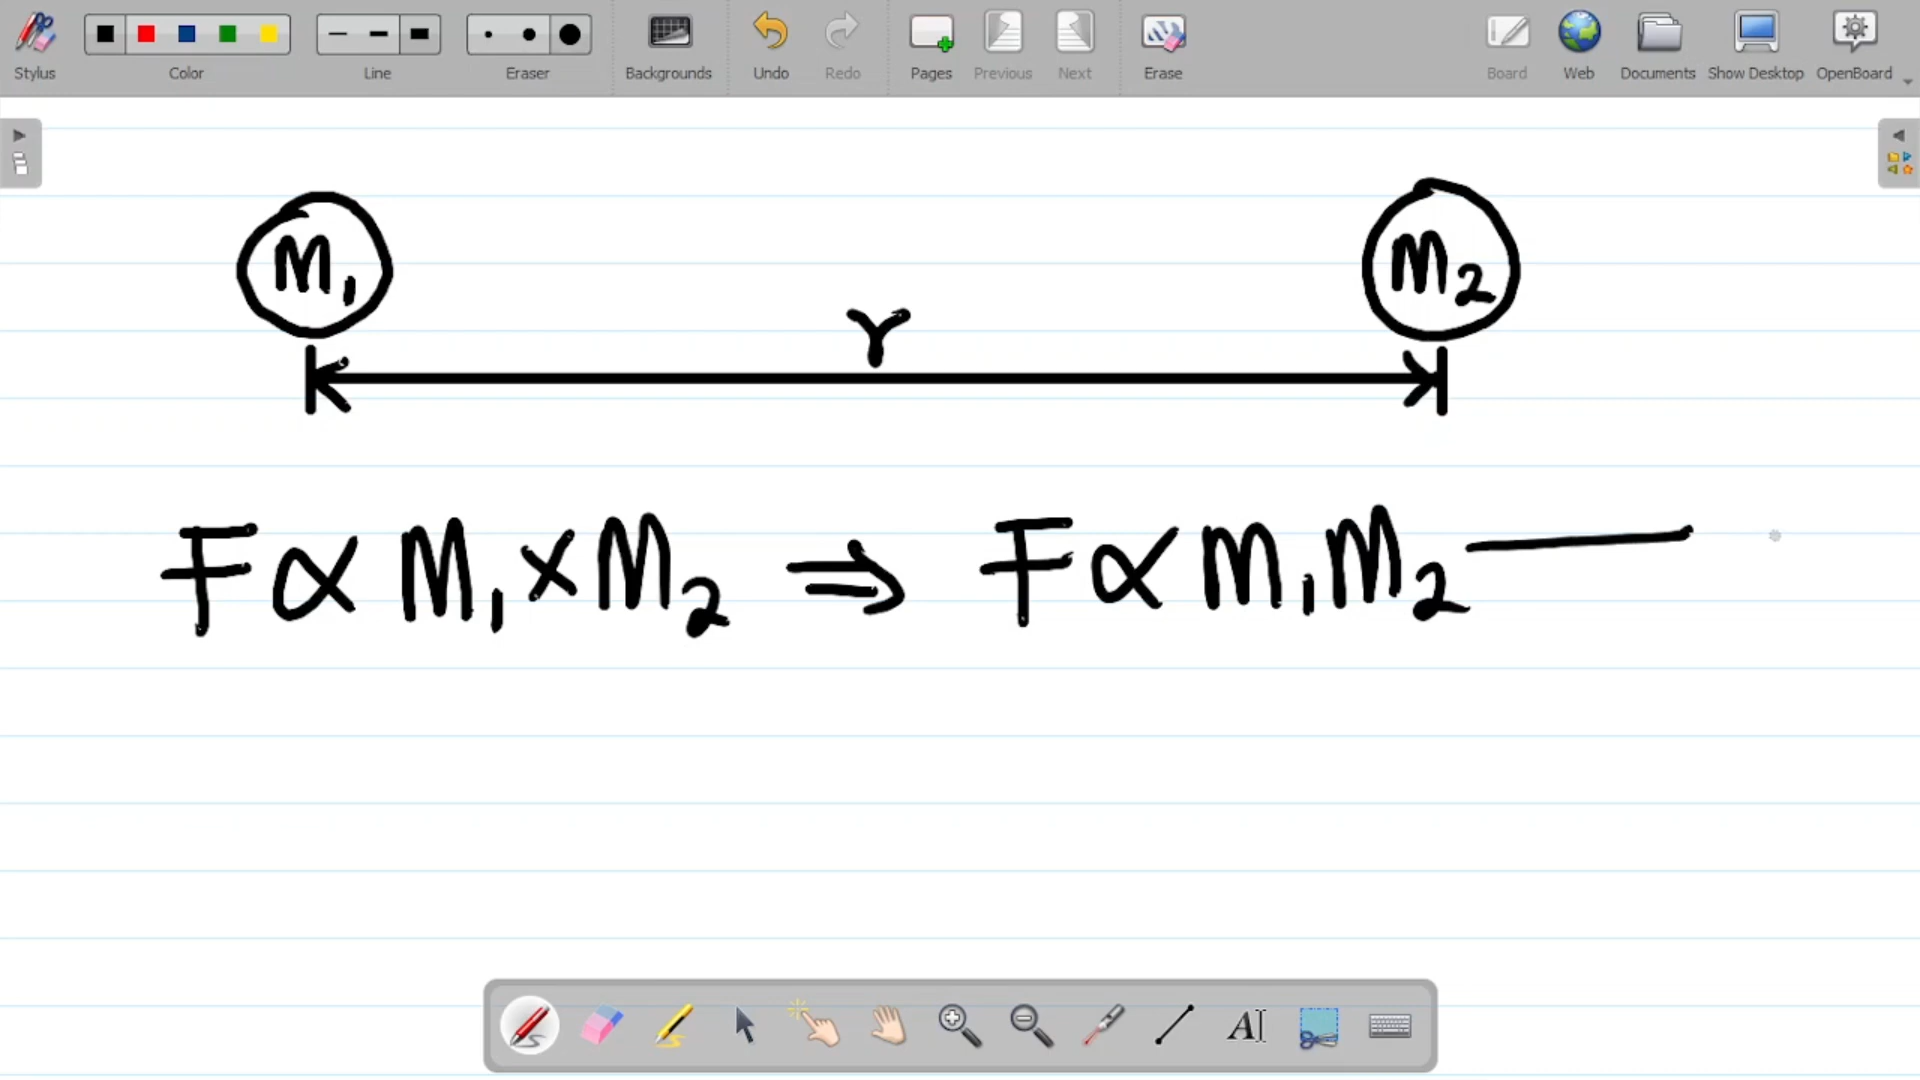 Stylus Color Line Eraser Backgrounds Undo Redo Pages Previous Next Erase Board Web Documents Show Desktop OpenBoard
M₁ M₂
r
F∝ M₁×M₂ ⇒ F∝M₁M₂ —